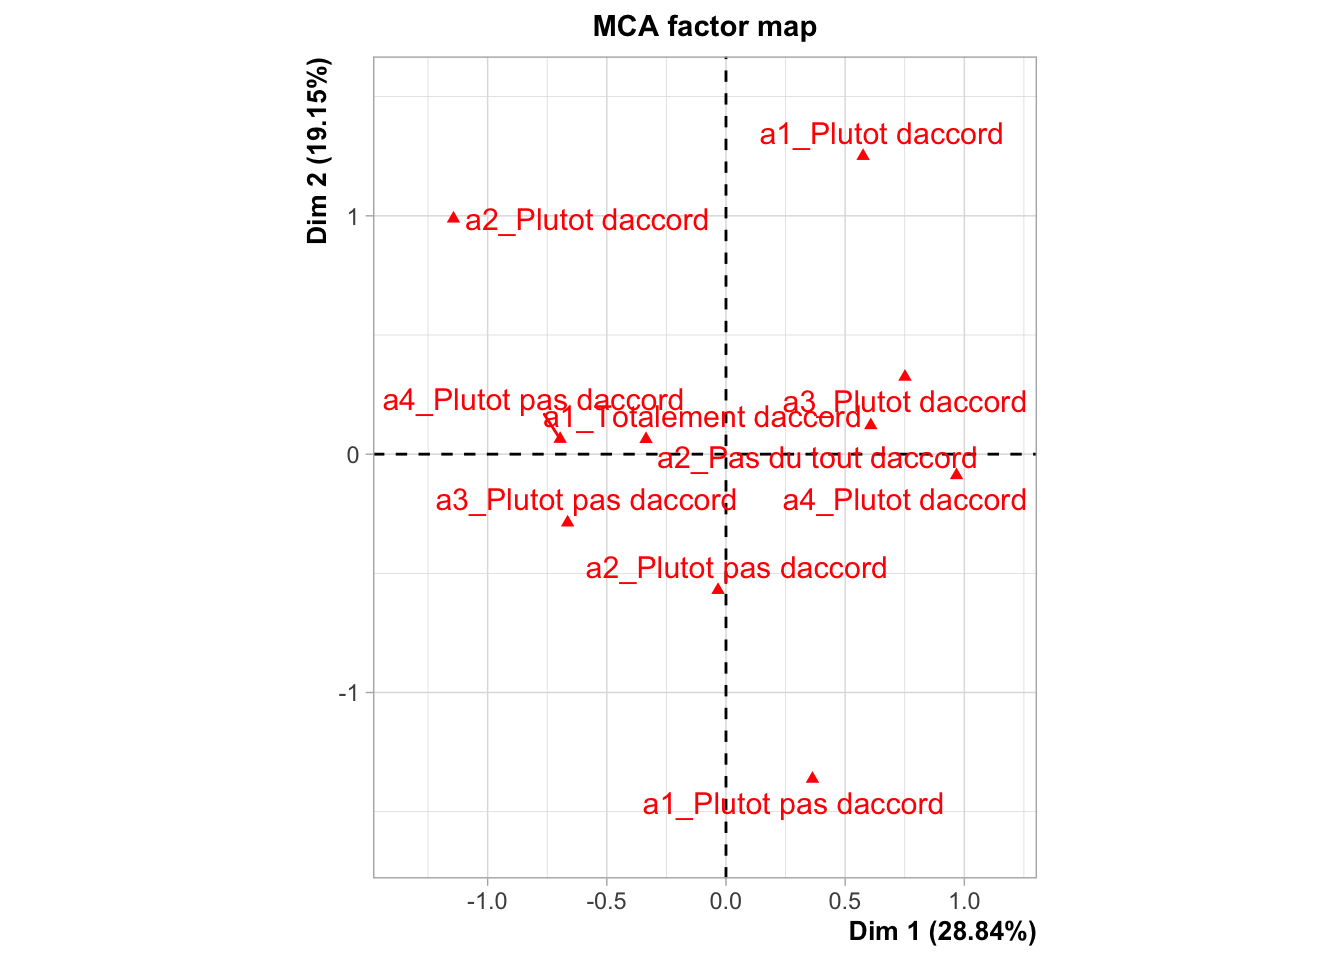 MCA factor map
Dim 2 (19.15%)
a1_Plutot daccord
1
a2_Plutot daccord
a4_Plutot pas daccord
a3_Plutot daccord
a1_Totalement daccord
0
a2_Pas du tout daccord
a3_Plutot pas daccord
a4_Plutot daccord
a2_Plutot pas daccord
-1
a1_Plutot pas daccord
-1.0 -0.5 0.0 0.5 1.0
Dim 1 (28.84%)